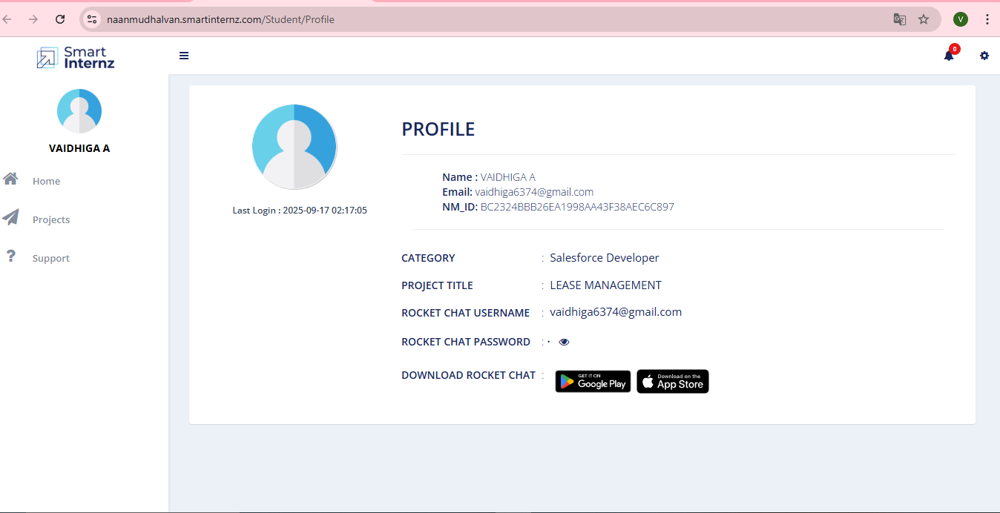 naanmudhalvan.smartinternz.com/Student/Profile
V
Smart
Internz
0
VAIDHIGA A
Home
Projects
Support
Last Login : 2025-09-17 02:17:05
PROFILE
Name : VAIDHIGA A
Email: vaidhiga6374@gmail.com
NM_ID: BC2324BBB26EA1998AA43F38AEC6C897
CATEGORY : Salesforce Developer
PROJECT TITLE : LEASE MANAGEMENT
ROCKET CHAT USERNAME : vaidhiga6374@gmail.com
ROCKET CHAT PASSWORD : ·
DOWNLOAD ROCKET CHAT :
GET IT ON
Google Play
Download on the
App Store